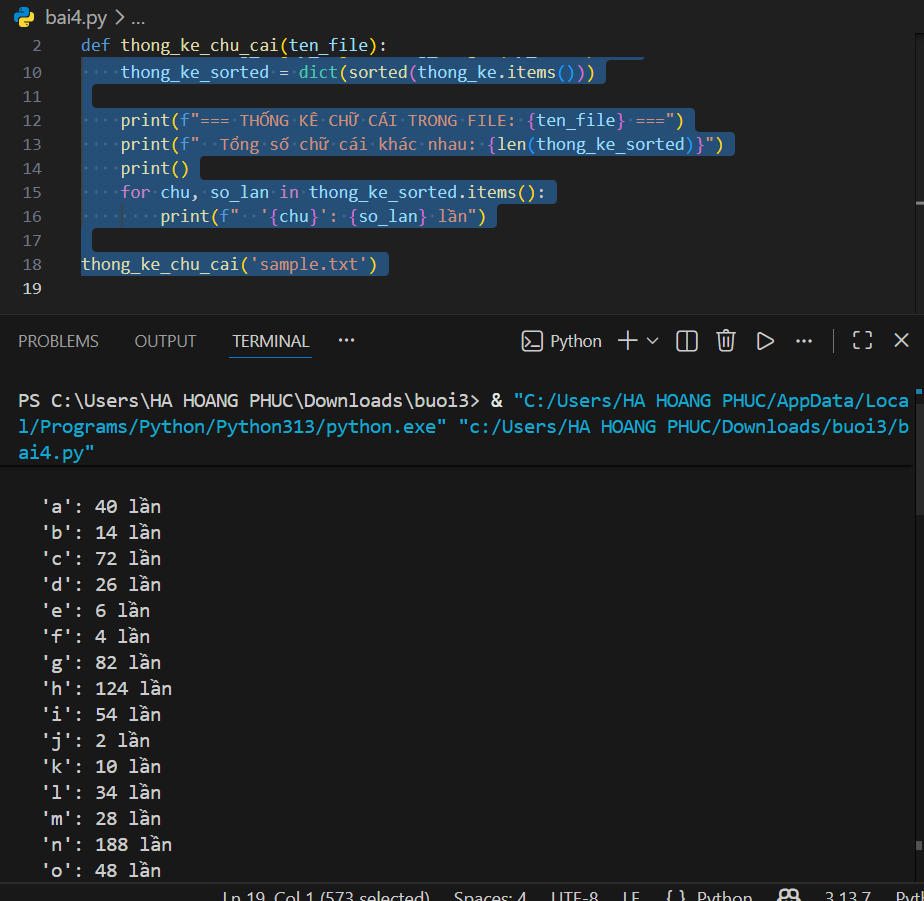 bai4.py > ...
2 def thong_ke_chu_cai(ten_file):
10 thong_ke_sorted = dict(sorted(thong_ke.items()))
11
12 print(f"=== THỐNG KÊ CHỮ CÁI TRONG FILE: {ten_file} ===")
13 print(f"  Tổng số chữ cái khác nhau: {len(thong_ke_sorted)}")
14 print()
15 for chu, so_lan in thong_ke_sorted.items():
16 print(f"  '{chu}': {so_lan} lần")
17
18 thong_ke_chu_cai('sample.txt')
19
PROBLEMS OUTPUT TERMINAL ... Python ...
PS C:\Users\HA HOANG PHUC\Downloads\buoi3> & "C:/Users/HA HOANG PHUC/AppData/Loca
l/Programs/Python/Python313/python.exe" "c:/Users/HA HOANG PHUC/Downloads/buoi3/b
ai4.py"
'a': 40 lần
'b': 14 lần
'c': 72 lần
'd': 26 lần
'e': 6 lần
'f': 4 lần
'g': 82 lần
'h': 124 lần
'i': 54 lần
'j': 2 lần
'k': 10 lần
'l': 34 lần
'm': 28 lần
'n': 188 lần
'o': 48 lần
Ln 19, Col 1 (573 selected) Spaces: 4 UTF-8 LF {} Python 3.13.7 Pyt